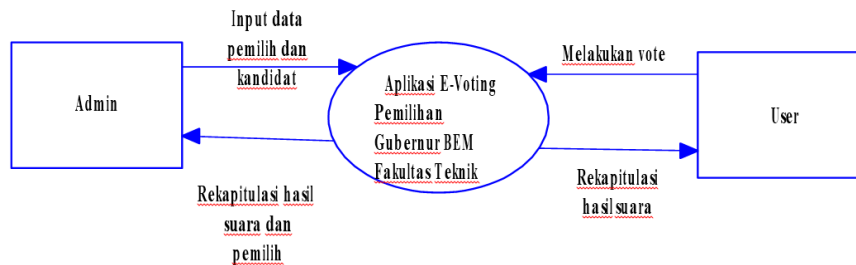 Input data
pemilih dan
kandidat
Admin
Aplikasi E-Voting
Pemilihan
Gubernur BEM
Fakultas Teknik
Melakukan vote
User
Rekapitulasi hasil
suara dan
pemilih
Rekapitulasi
hasil suara